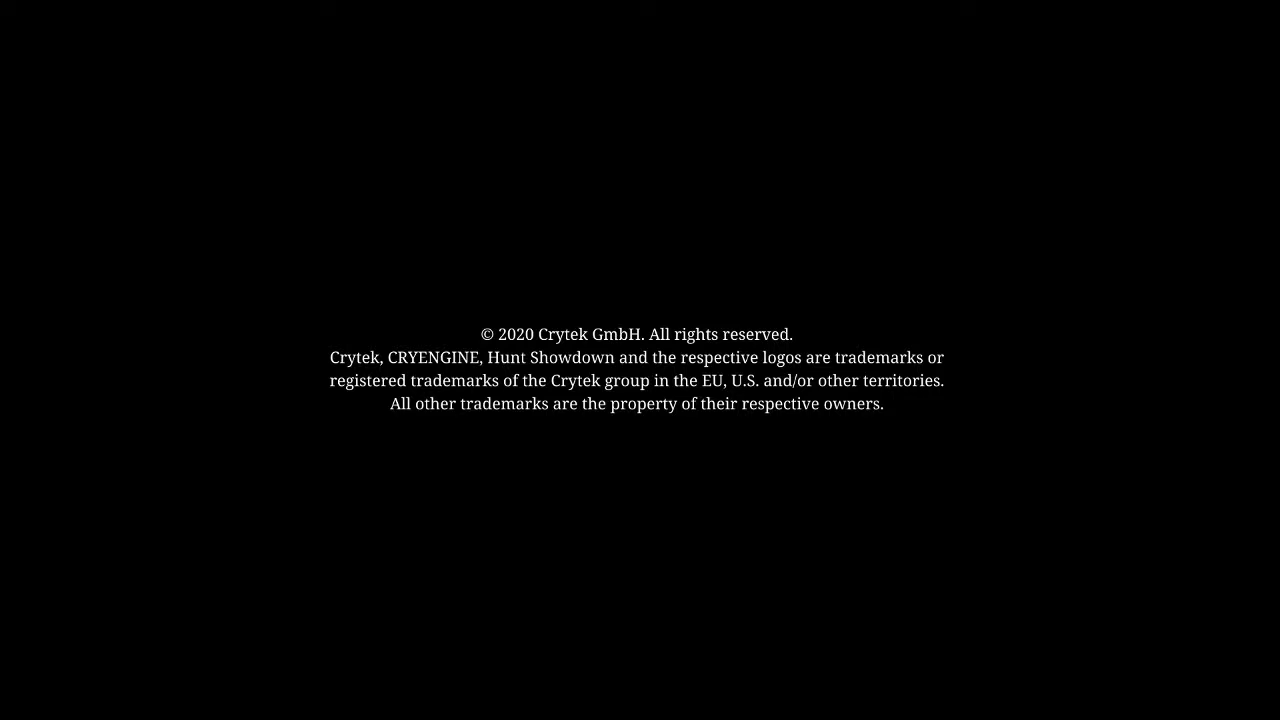 © 2020 Crytek GmbH. All rights reserved.
Crytek, CRYENGINE, Hunt Showdown and the respective logos are trademarks or
registered trademarks of the Crytek group in the EU, U.S. and/or other territories.
All other trademarks are the property of their respective owners.